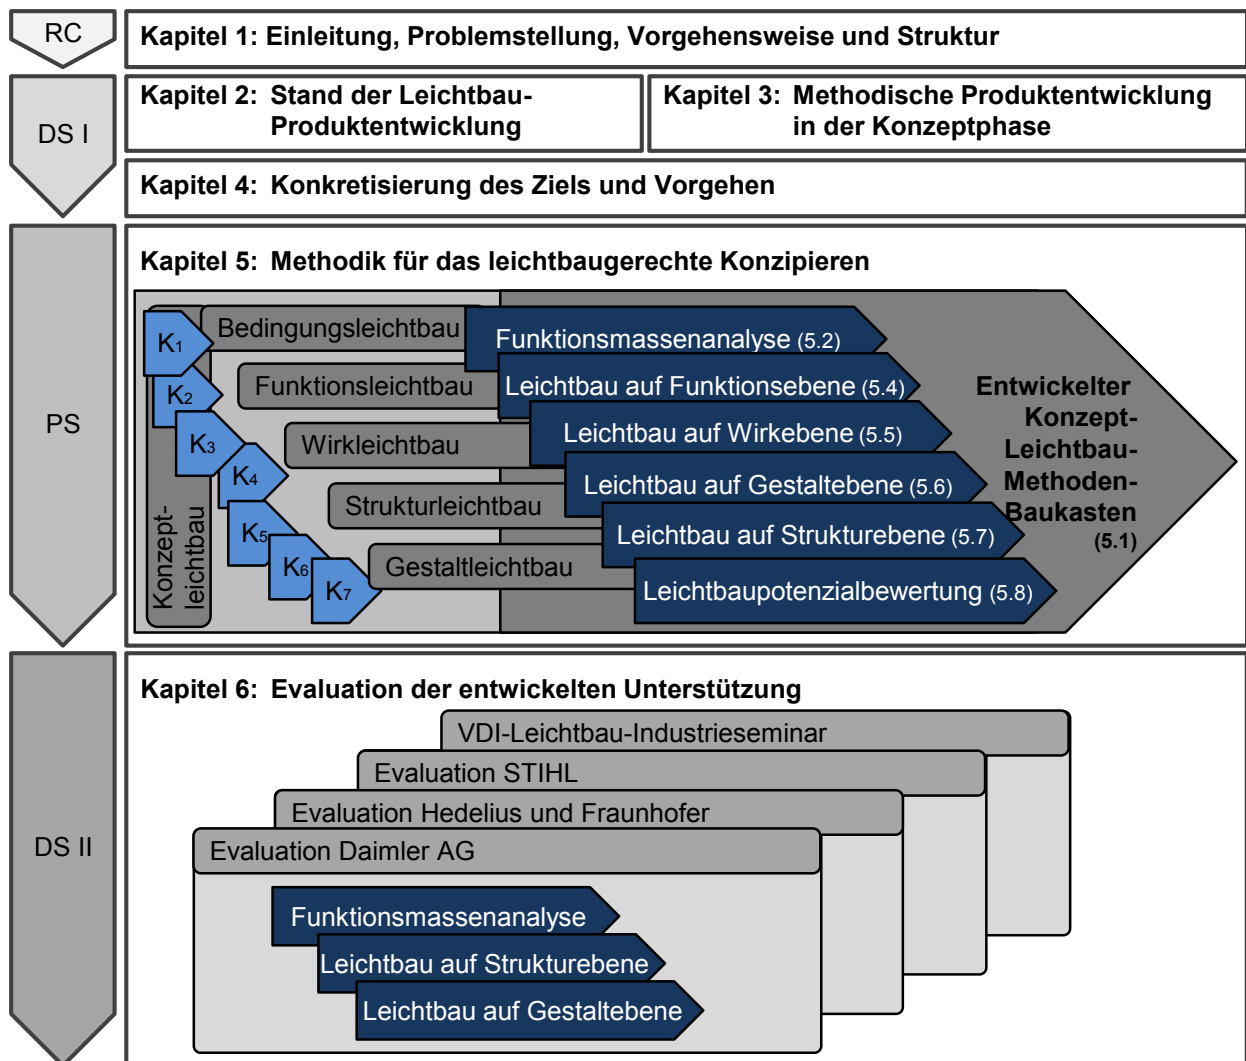 RC
Kapitel 1: Einleitung, Problemstellung, Vorgehensweise und Struktur
DS I
Kapitel 2: Stand der Leichtbau-
Produktentwicklung
Kapitel 3: Methodische Produktentwicklung
in der Konzeptphase
Kapitel 4: Konkretisierung des Ziels und Vorgehen
PS
Kapitel 5: Methodik für das leichtbaugerechte Konzipieren
Konzept-
leichtbau
K1
K2
K3
K4
K5
K6
K7
Bedingungsleichtbau
Funktionsleichtbau
Wirkleichtbau
Strukturleichtbau
Gestaltleichtbau
Funktionsmassenanalyse (5.2)
Leichtbau auf Funktionsebene (5.4)
Leichtbau auf Wirkebene (5.5)
Leichtbau auf Gestaltebene (5.6)
Leichtbau auf Strukturebene (5.7)
Leichtbaupotenzialbewertung (5.8)
Entwickelter
Konzept-
Leichtbau-
Methoden-
Baukasten
(5.1)
DS II
Kapitel 6: Evaluation der entwickelten Unterstützung
VDI-Leichtbau-Industrieseminar
Evaluation STIHL
Evaluation Hedelius und Fraunhofer
Evaluation Daimler AG
Funktionsmassenanalyse
Leichtbau auf Strukturebene
Leichtbau auf Gestaltebene